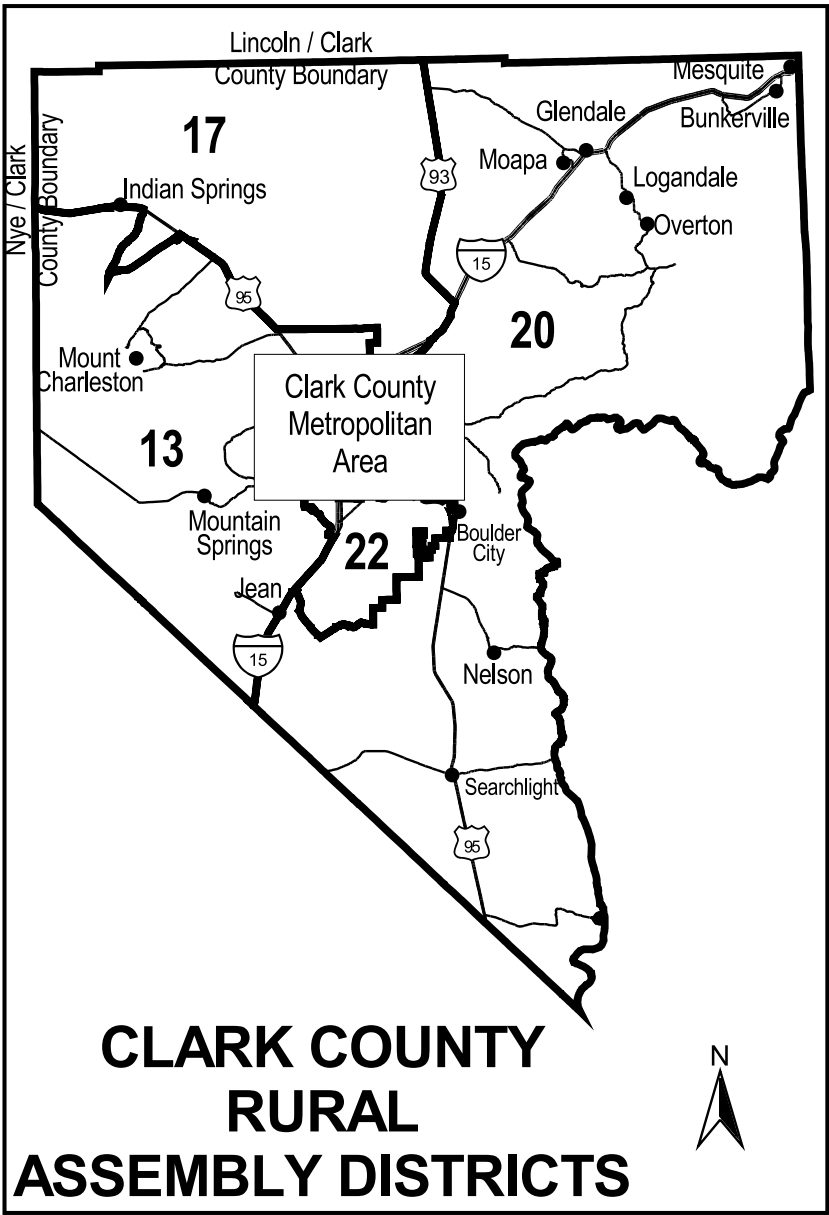 Lincoln / Clark
County Boundary
Mesquite
Glendale
Bunkerville
17
Moapa
93
Nye / Clark
County Boundary
Indian Springs
Logandale
Overton
15
95
20
Mount
Charleston
Clark County
Metropolitan
Area
13
Mountain
Springs
22
Boulder
City
Jean
15
Nelson
Searchlight
95
CLARK COUNTY
RURAL
ASSEMBLY DISTRICTS
N